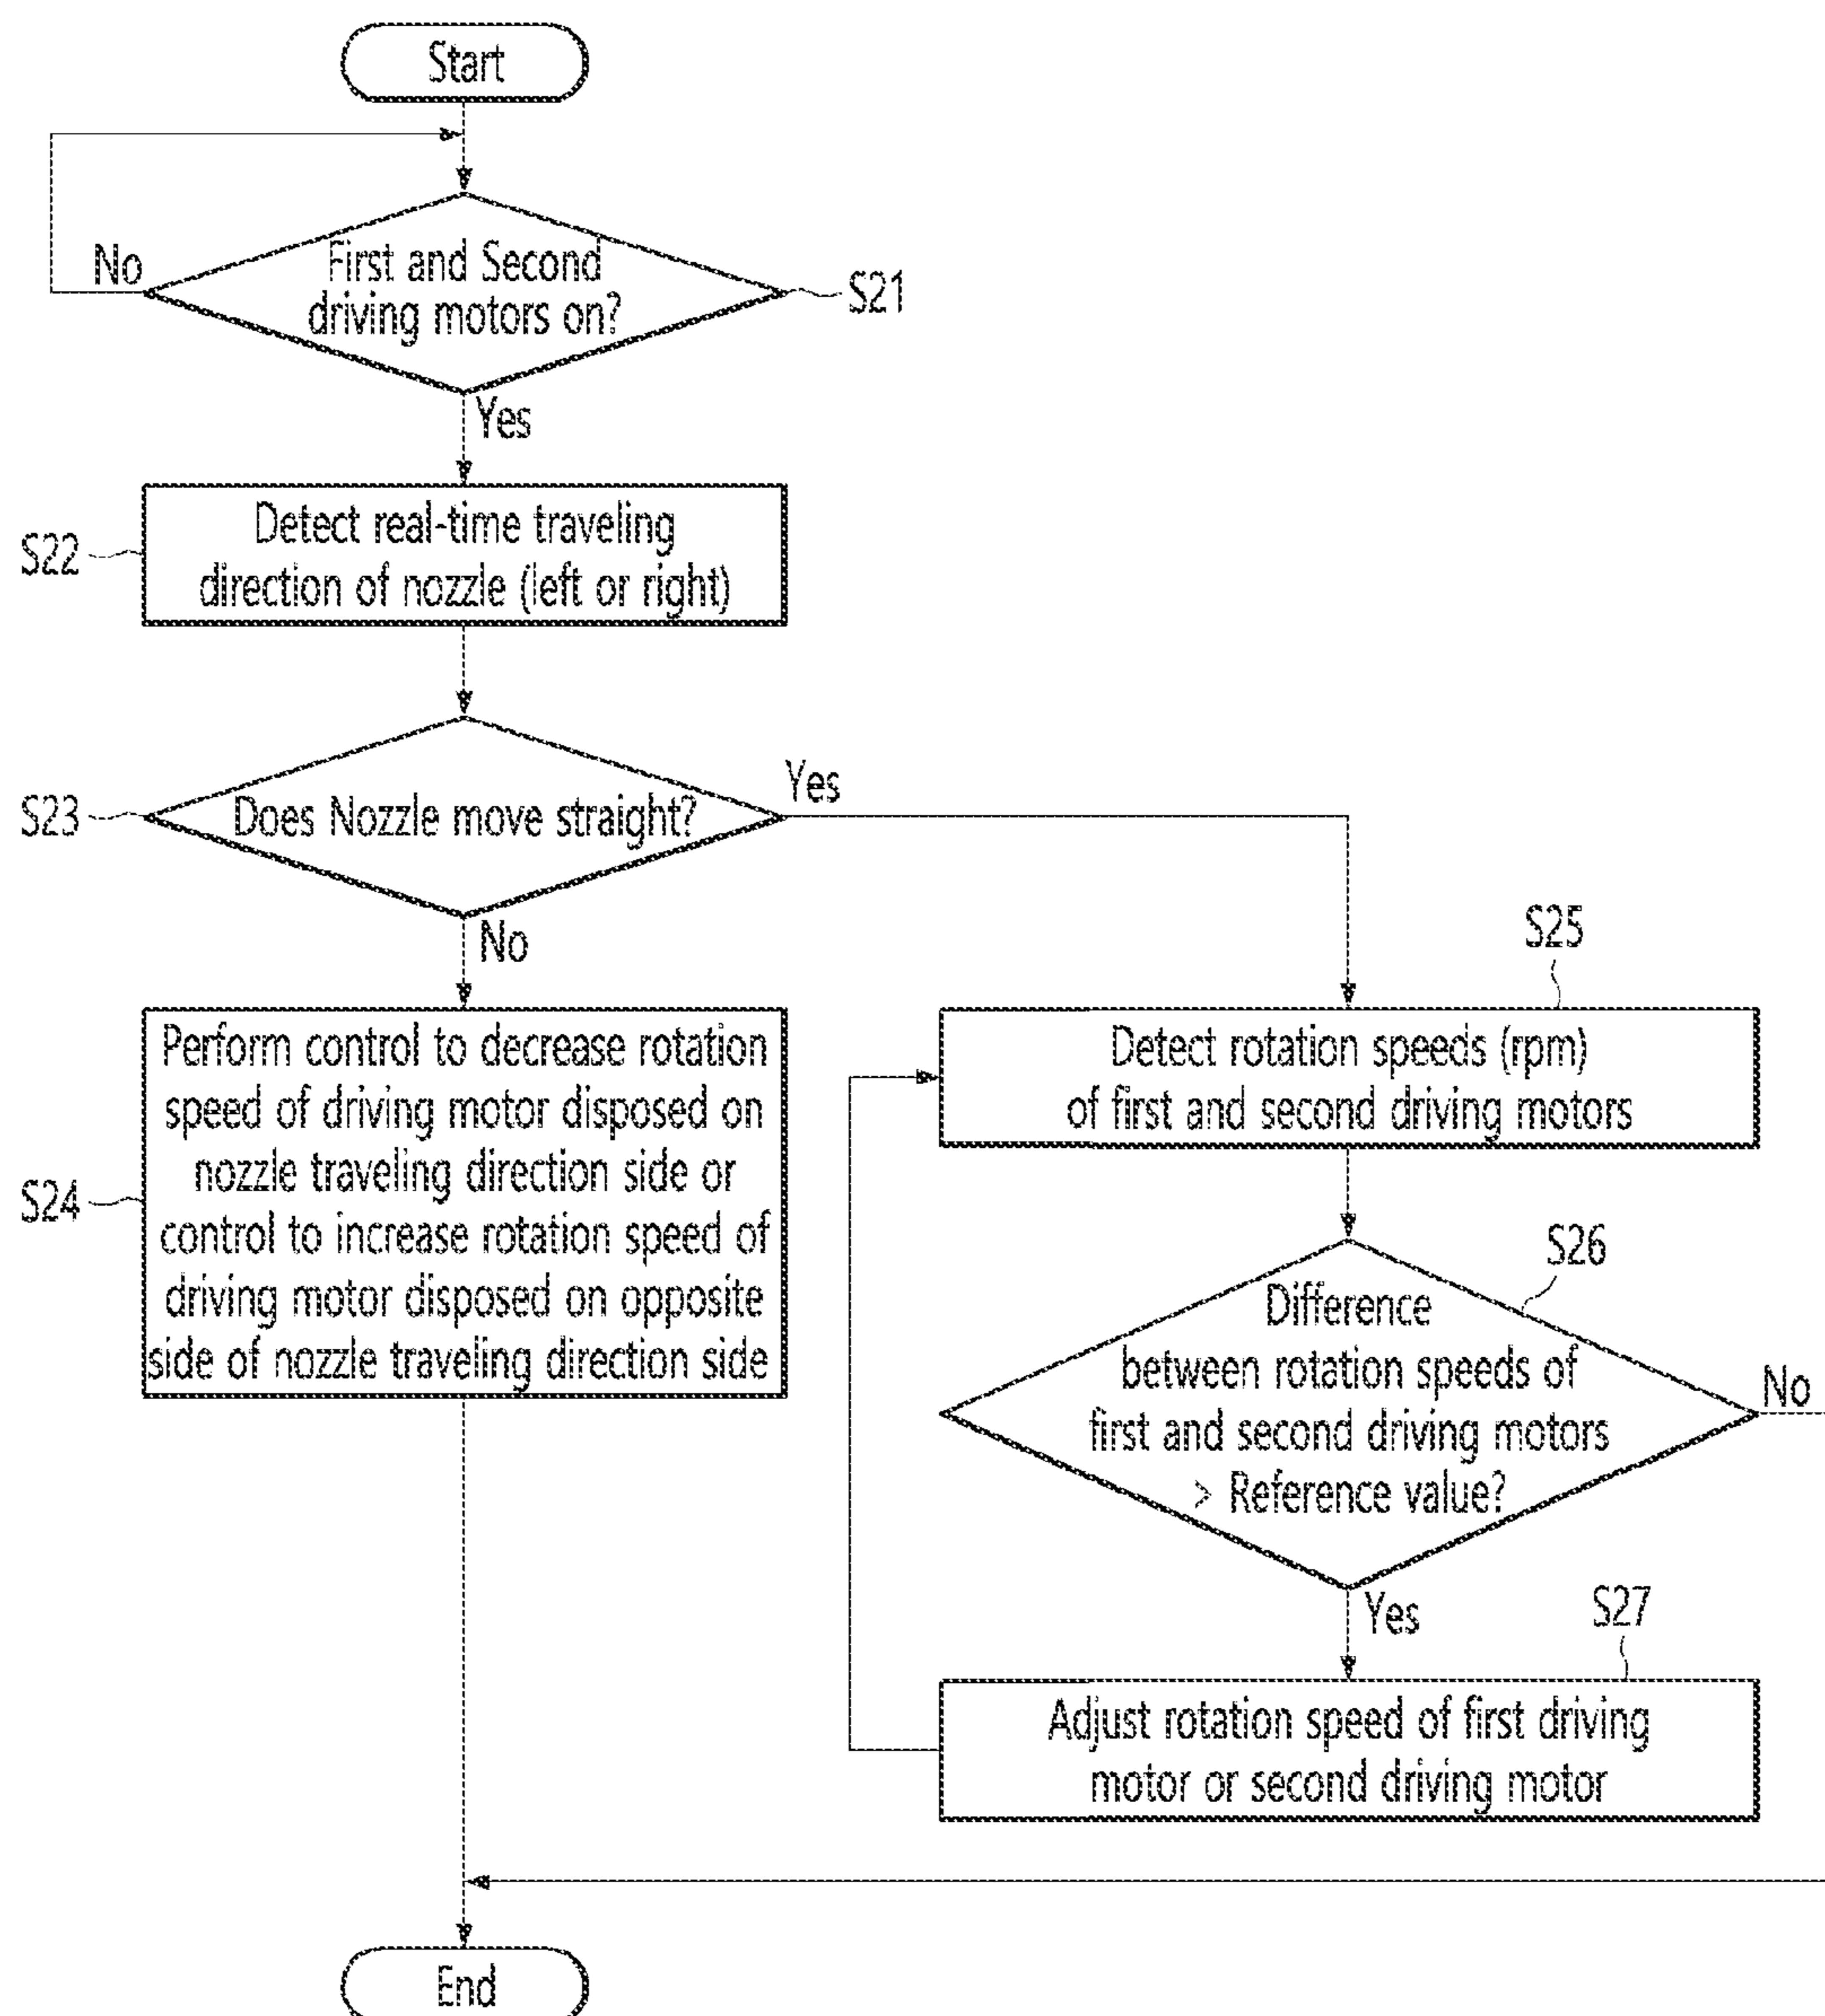 Start
No
First and Second
driving motors on?
S21
Yes
S22
Detect real-time traveling
direction of nozzle (left or right)
S23
Does Nozzle move straight?
Yes
No
S24
Perform control to decrease rotation
speed of driving motor disposed on
nozzle traveling direction side or
control to increase rotation speed of
driving motor disposed on opposite
side of nozzle traveling direction side
S25
Detect rotation speeds (rpm)
of first and second driving motors
S26
Difference
between rotation speeds of
first and second driving motors
> Reference value?
No
Yes
S27
Adjust rotation speed of first driving
motor or second driving motor
End